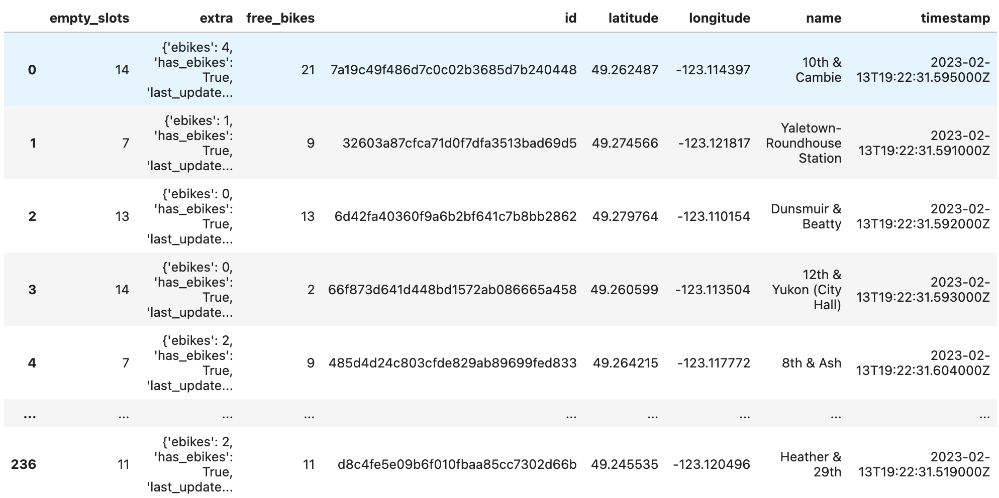 empty_slots extra free_bikes id latitude longitude name timestamp
0 14 {'ebikes': 4, 'has_ebikes': True, 'last_update... 21 7a19c49f486d7c0c02b3685d7b240448 49.262487 -123.114397 10th & Cambie 2023-02-13T19:22:31.595000Z
1 7 {'ebikes': 1, 'has_ebikes': True, 'last_update... 9 32603a87cfca71d0f7dfa3513bad69d5 49.274566 -123.121817 Yaletown-Roundhouse Station 2023-02-13T19:22:31.591000Z
2 13 {'ebikes': 0, 'has_ebikes': True, 'last_update... 13 6d42fa40360f9a6b2bf641c7b8bb2862 49.279764 -123.110154 Dunsmuir & Beatty 2023-02-13T19:22:31.592000Z
3 14 {'ebikes': 0, 'has_ebikes': True, 'last_update... 2 66f873d641d448bd1572ab086665a458 49.260599 -123.113504 12th & Yukon (City Hall) 2023-02-13T19:22:31.593000Z
4 7 {'ebikes': 2, 'has_ebikes': True, 'last_update... 9 485d4d24c803cfde829ab89699fed833 49.264215 -123.117772 8th & Ash 2023-02-13T19:22:31.604000Z
... ... ... ... ... ... ... ... ...
236 11 {'ebikes': 2, 'has_ebikes': True, 'last_update... 11 d8c4fe5e09b6f010fbaa85cc7302d66b 49.245535 -123.120496 Heather & 29th 2023-02-13T19:22:31.519000Z